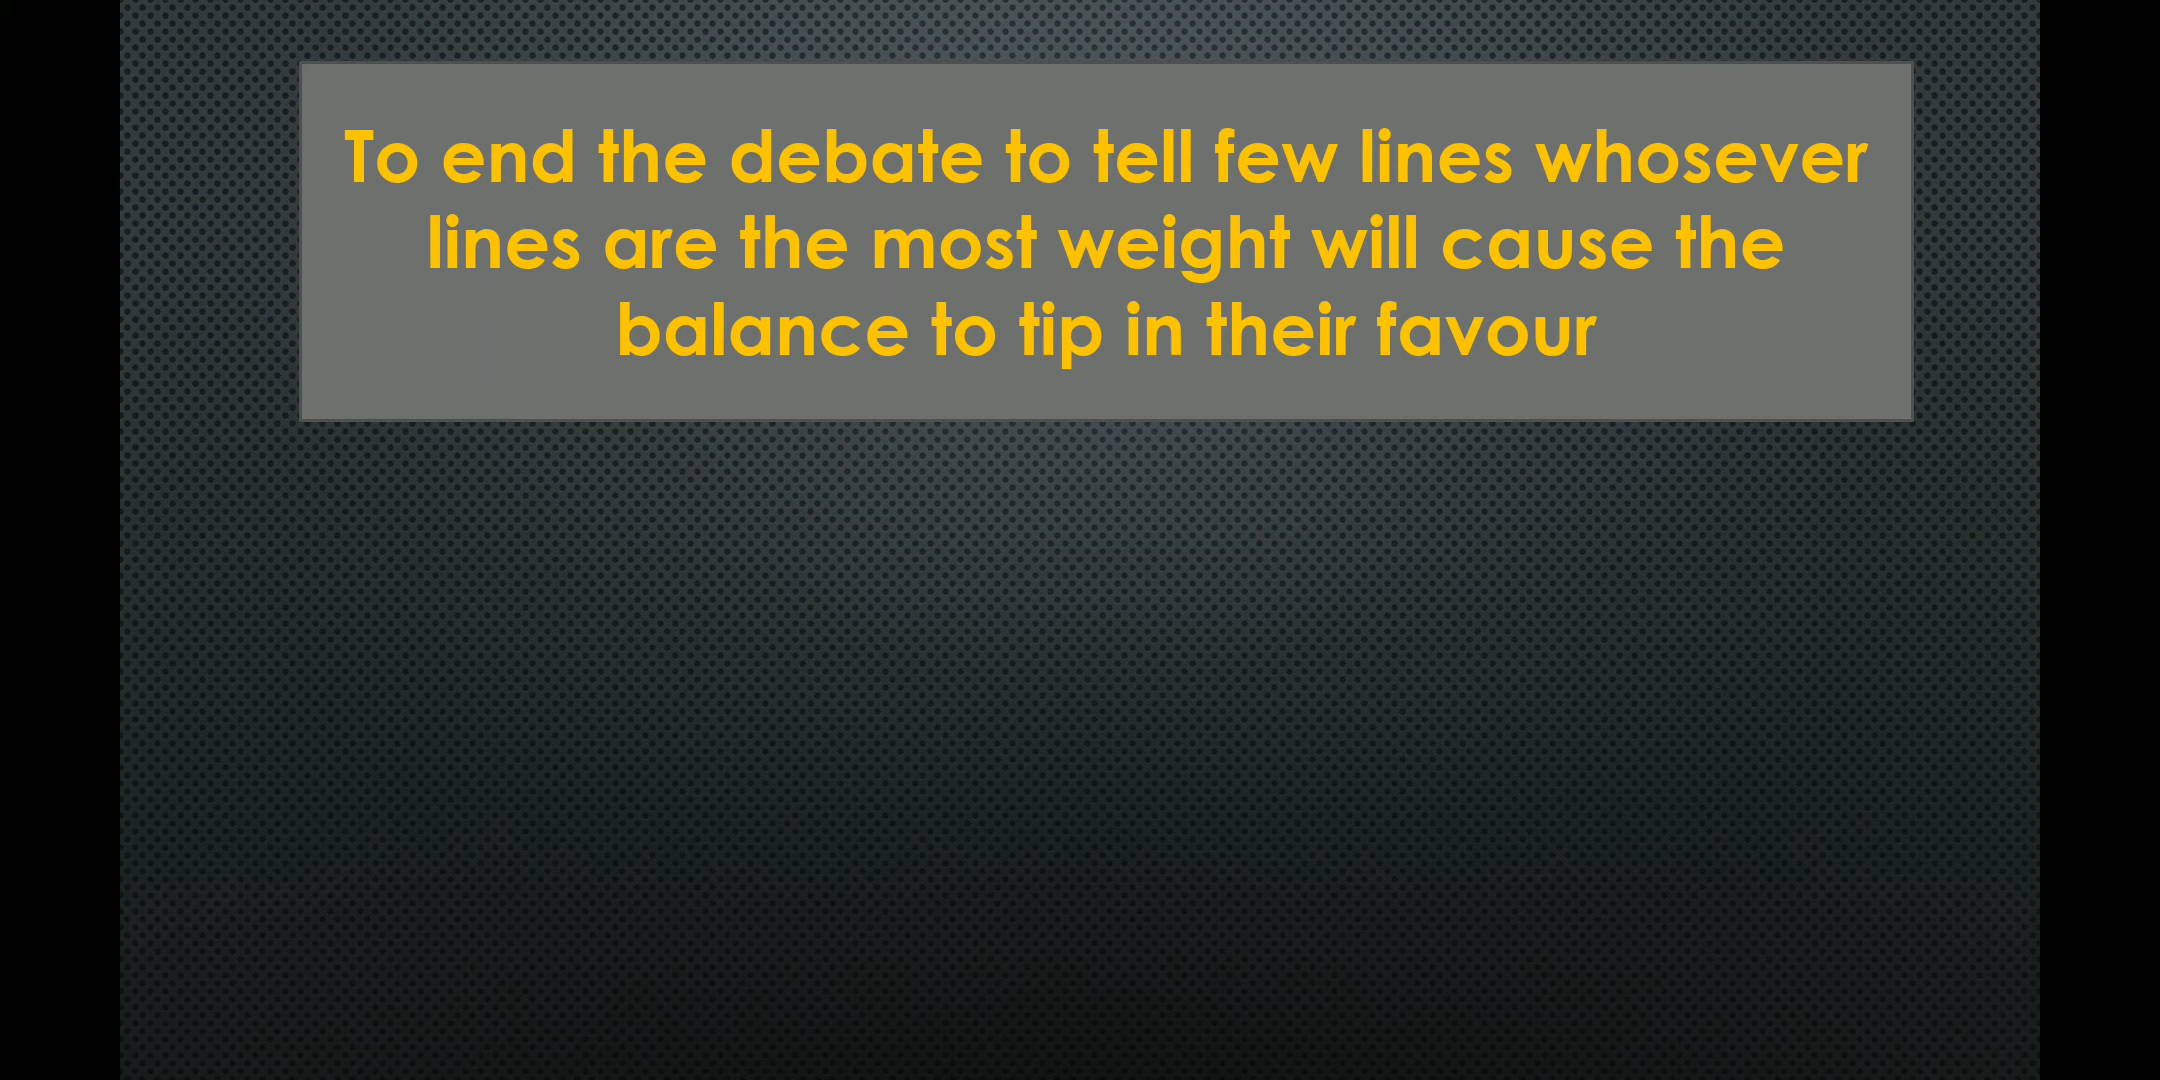 To end the debate to tell few lines whosever
lines are the most weight will cause the
balance to tip in their favour